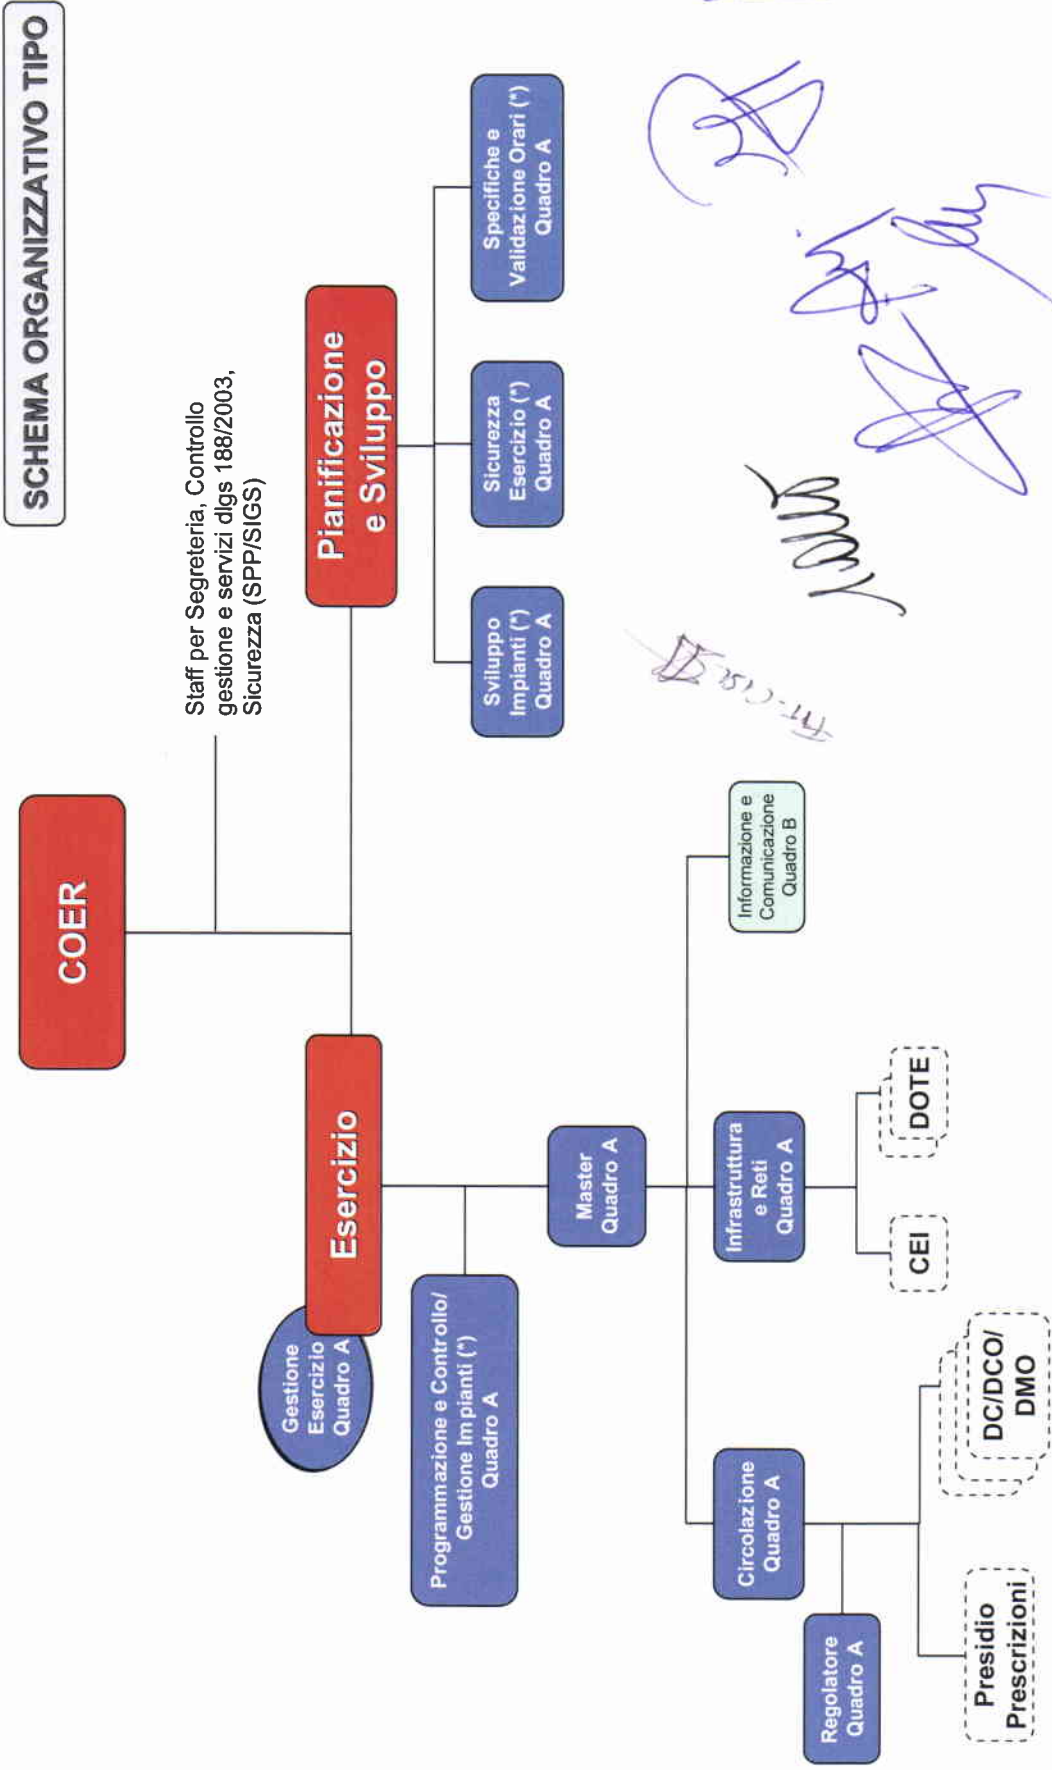 SCHEMA ORGANIZZATIVO TIPO
COER
Staff per Segreteria, Controllo
gestione e servizi dlgs 188/2003,
Sicurezza (SPP/SIGS)
Esercizio
Gestione
Esercizio
Quadro A
Pianificazione
e Sviluppo
Programmazione e Controllo/
Gestione Impianti (*)
Quadro A
Sviluppo
Impianti (*)
Quadro A
Sicurezza
Esercizio (*)
Quadro A
Specifiche e
Validazione Orari (*)
Quadro A
Master
Quadro A
Circolazione
Quadro A
Infrastruttura
e Reti
Quadro A
Informazione e
Comunicazione
Quadro B
Regolatore
Quadro A
Presidio
Prescrizioni
DC/DCO/
DMO
CEI
DOTE